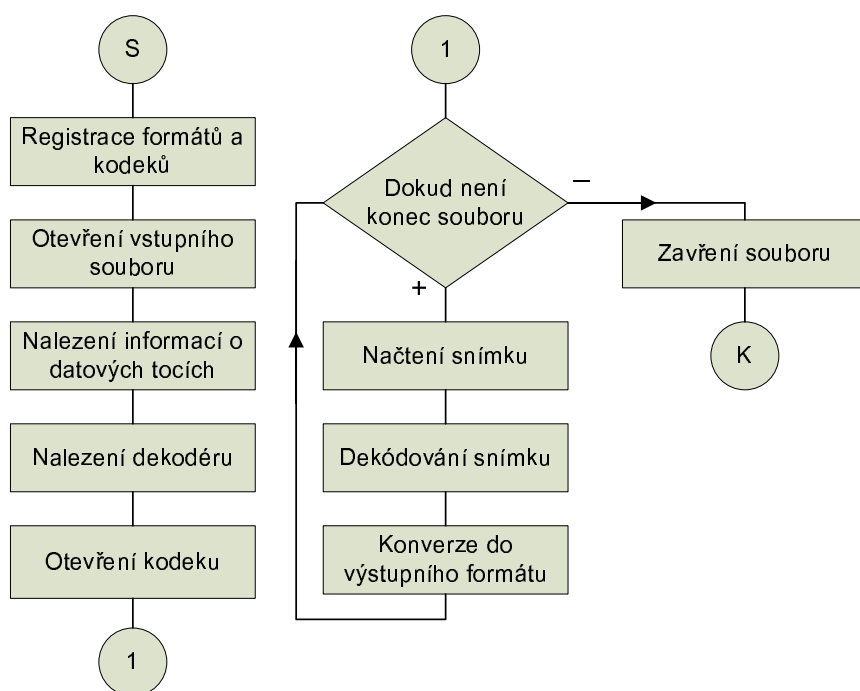 S
Registrace formátů a
kodeků
Otevření vstupního
souboru
Nalezení informací o
datových tocích
Nalezení dekodéru
Otevření kodeku
1
1
Dokud není
konec souboru
–
+
Načtení snímku
Dekódování snímku
Konverze do
výstupního formátu
Zavření souboru
K